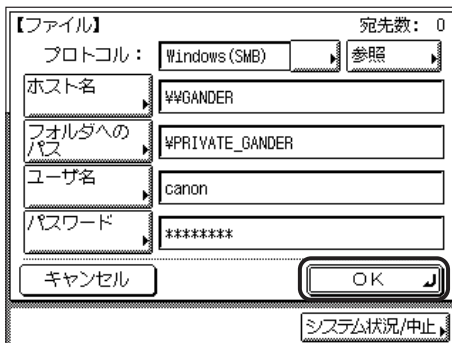 【ファイル】 宛先数: 0
プロトコル: Windows(SMB) 参照
ホスト名 ¥¥GANDER
フォルダへの
パス ¥PRIVATE_GANDER
ユーザ名 canon
パスワード ********
キャンセル OK
システム状況/中止